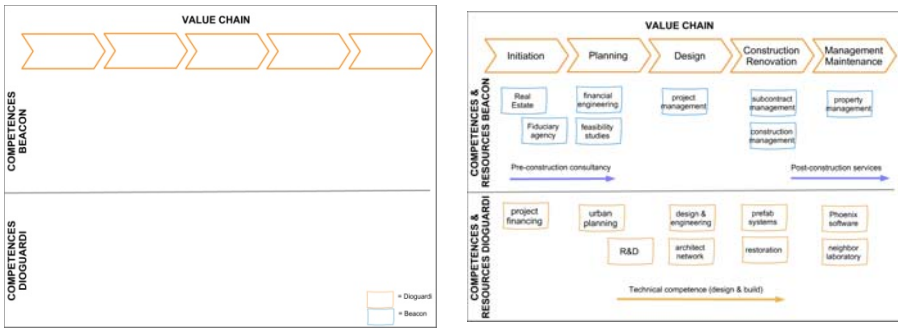 VALUE CHAIN
COMPETENCES
BEACON
COMPETENCES
DIOGUARDI
= Dioguardi
= Beacon
VALUE CHAIN
Initiation
Planning
Design
Construction
Renovation
Management
Maintenance
COMPETENCES &
RESOURCES BEACON
Real
Estate
financial
engineering
project
management
subcontract
management
property
management
Fiduciary
agency
feasibility
studies
construction
management
Pre-construction consultancy
Post-construction services
COMPETENCES &
RESOURCES DIOGUARDI
project
financing
urban
planning
design &
engineering
prefab
systems
Phoenix
software
R&D
architect
network
restoration
neighbor
laboratory
Technical competence (design & build)